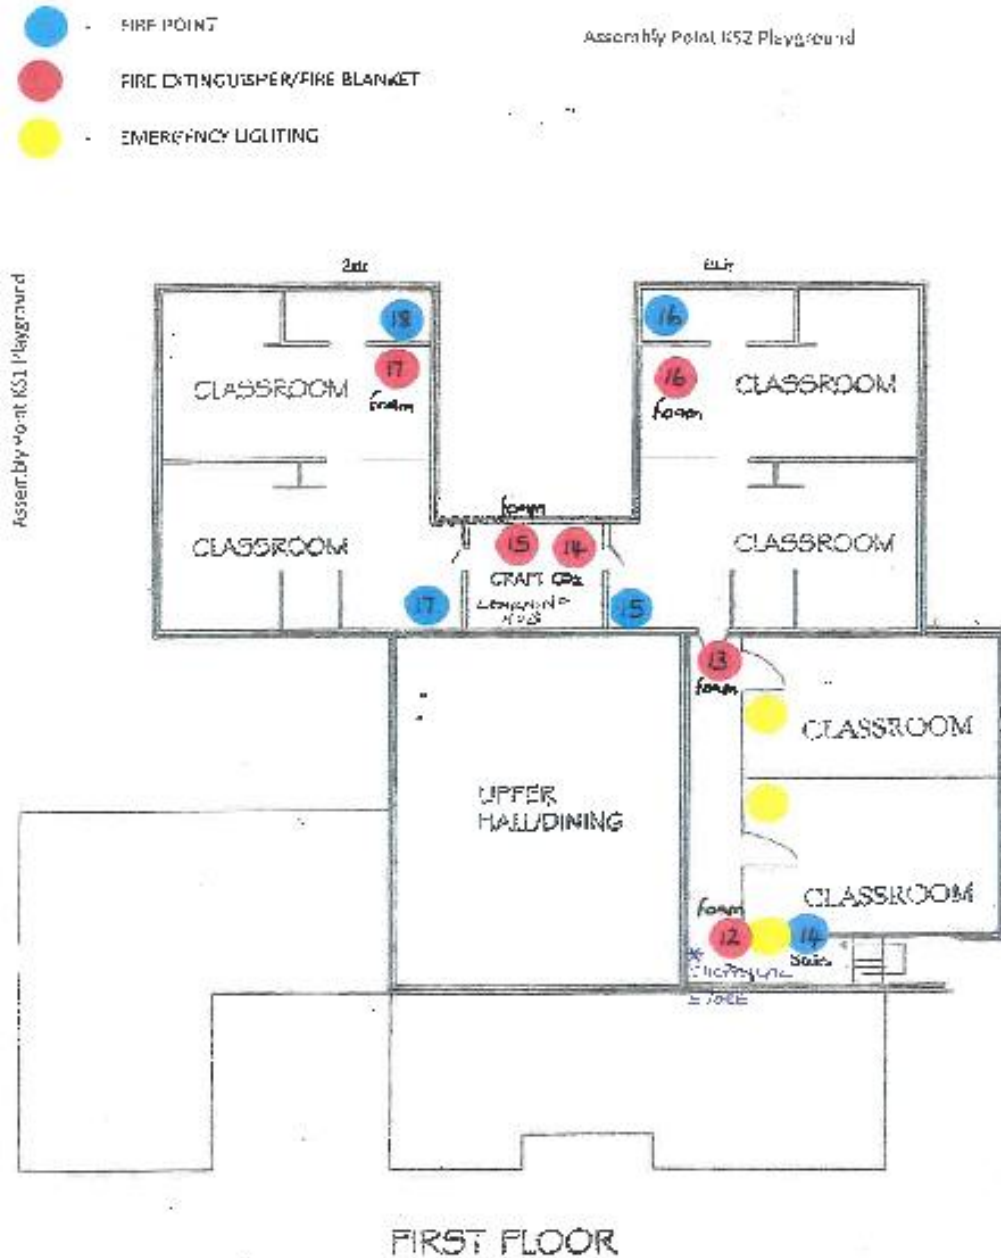 - FIRE POINT
FIRE EXTINGUISHER/FIRE BLANKET
- EMERGENCY LIGHTING
Assembly Point KS2 Playground
Assembly Point KS1 Playground
18
17
foam
CLASSROOM
16
16
foam
CLASSROOM
foam
15
14
CO2
CRAFT
CLASSROOM
CLASSROOM
17
15
13
foam
CLASSROOM
UPPER
HALL/DINING
CLASSROOM
foam
12
14
Stairs
FIRST FLOOR